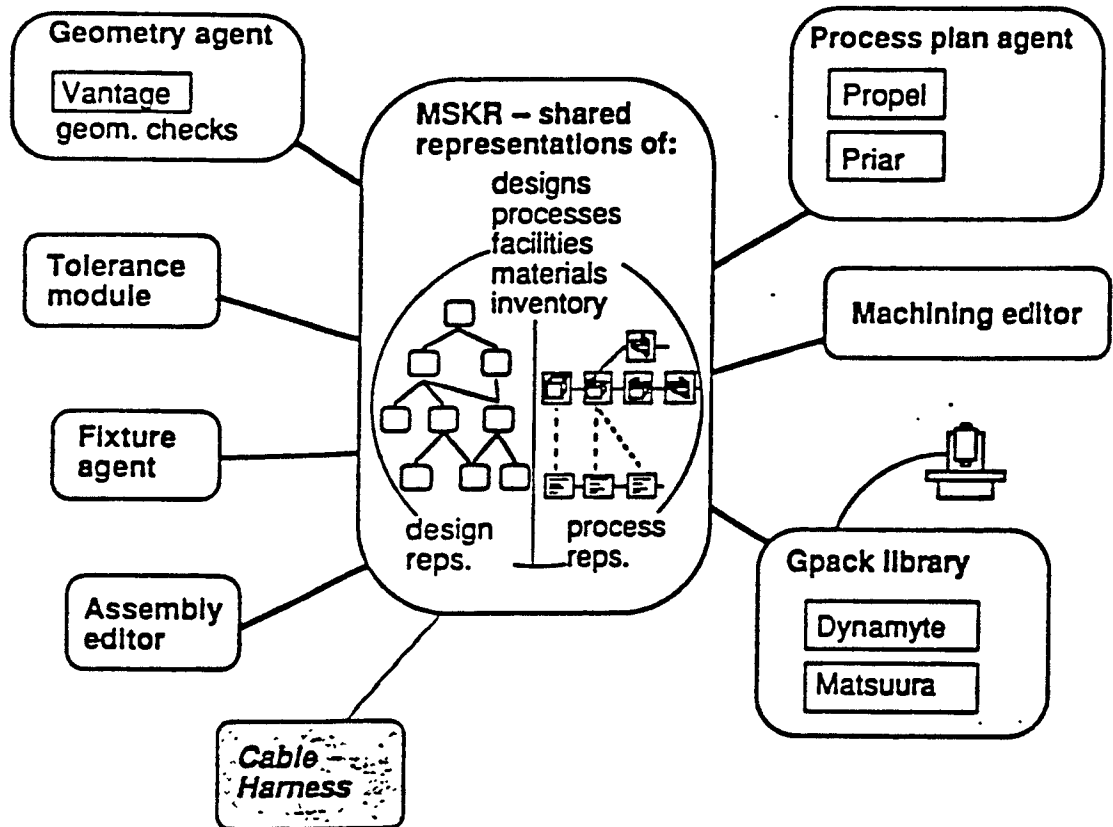 Geometry agent
Vantage
geom. checks
Tolerance
module
Fixture
agent
Assembly
editor
Cable
Harness
MSKR – shared
representations of:
designs
processes
facilities
materials
inventory
design
reps.
process
reps.
Process plan agent
Propel
Priar
Machining editor
Gpack library
Dynamyte
Matsuura